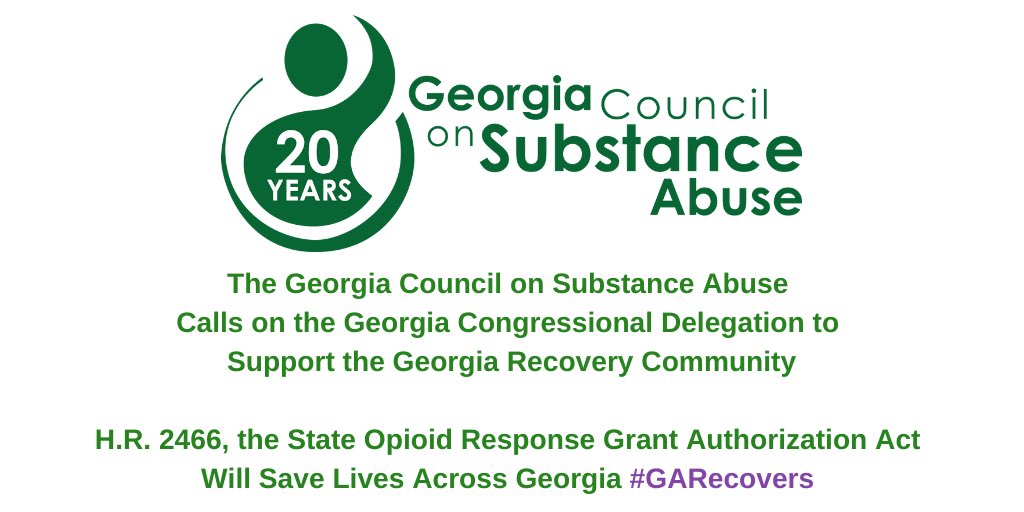 20
YEARS
Georgia Council
on Substance
Abuse
The Georgia Council on Substance Abuse
Calls on the Georgia Congressional Delegation to
Support the Georgia Recovery Community
H.R. 2466, the State Opioid Response Grant Authorization Act
Will Save Lives Across Georgia #GARecovers